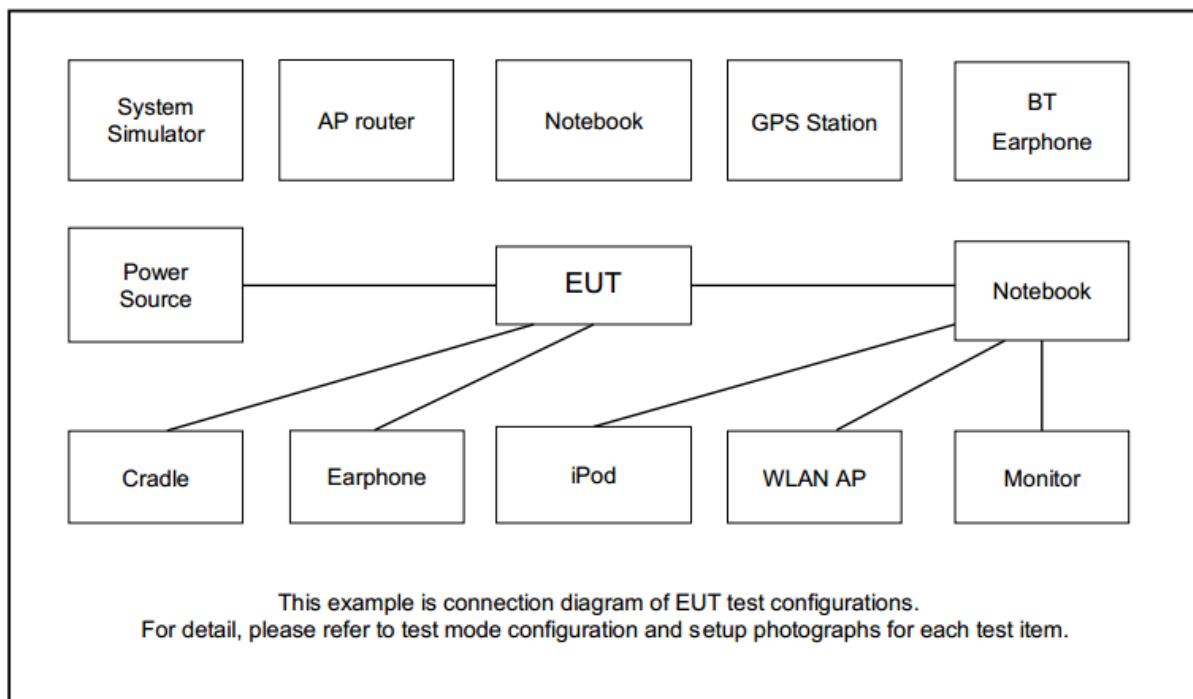 System
Simulator
AP router
Notebook
GPS Station
BT
Earphone
Power
Source
EUT
Notebook
Cradle
Earphone
iPod
WLAN AP
Monitor
This example is connection diagram of EUT test configurations.
For detail, please refer to test mode configuration and setup photographs for each test item.